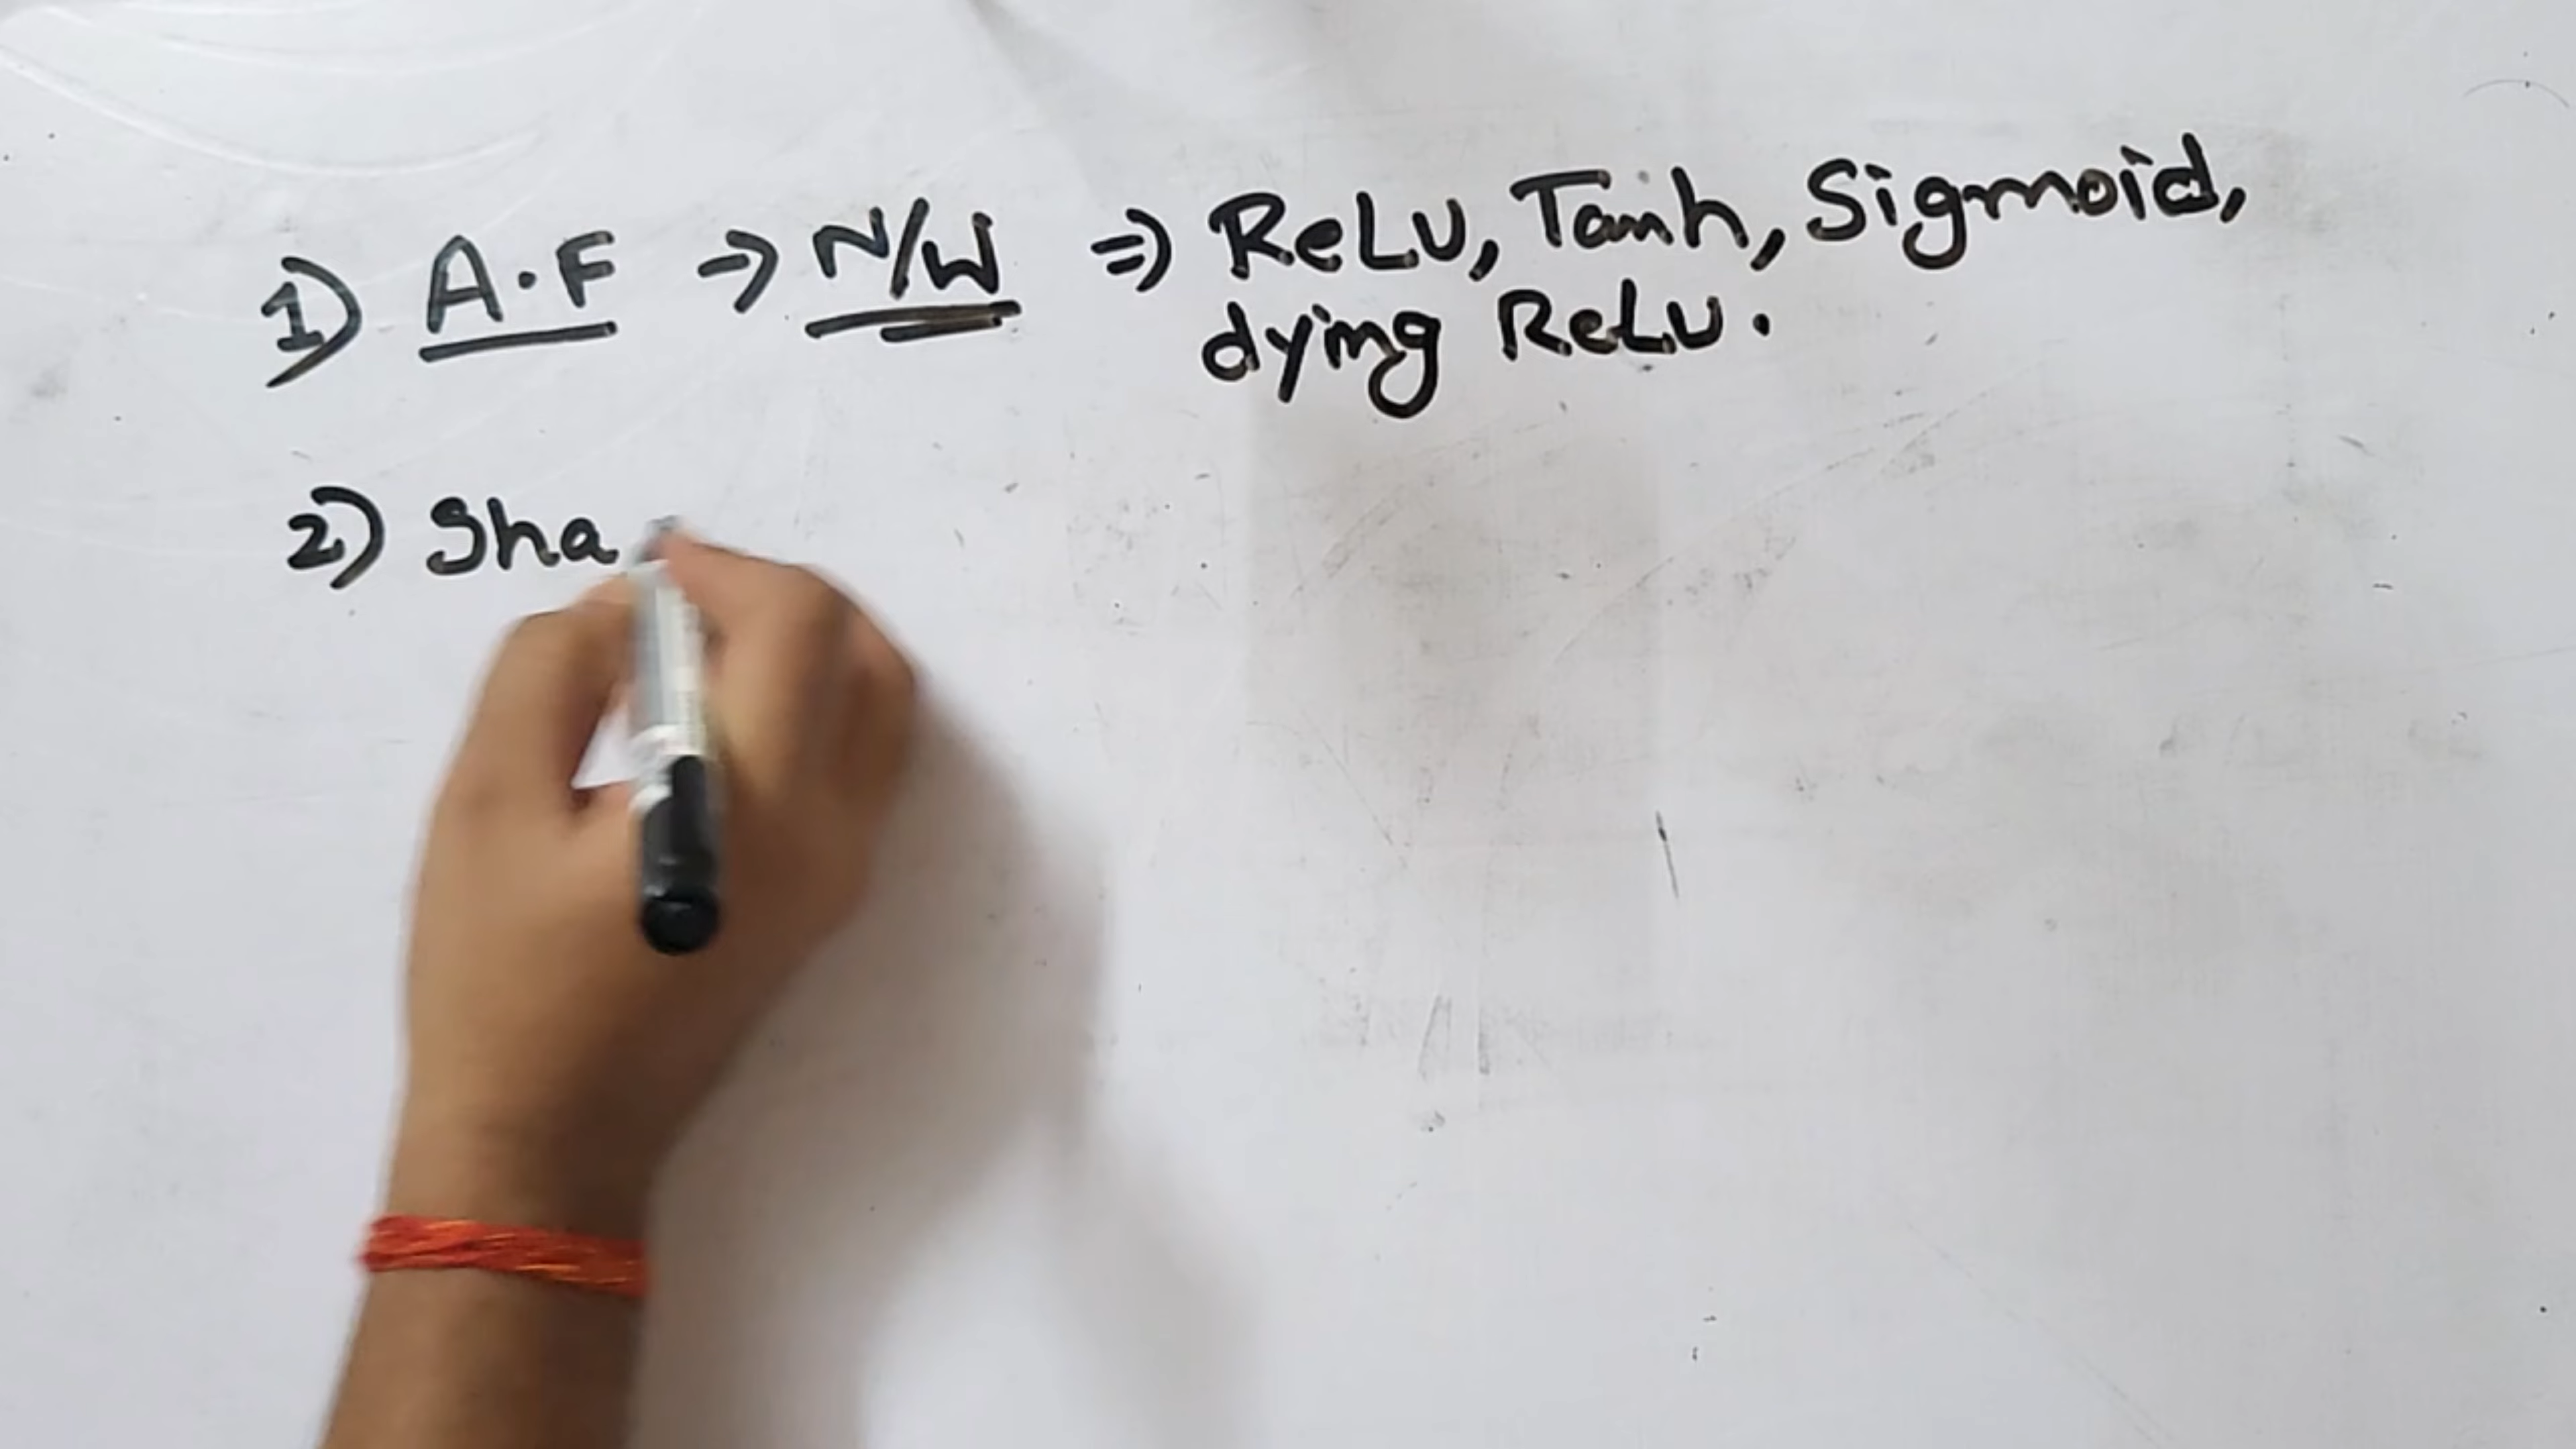 1) A.F → N/W ⇒ ReLU, Tanh, Sigmoid,
dying ReLU.
2) Sha